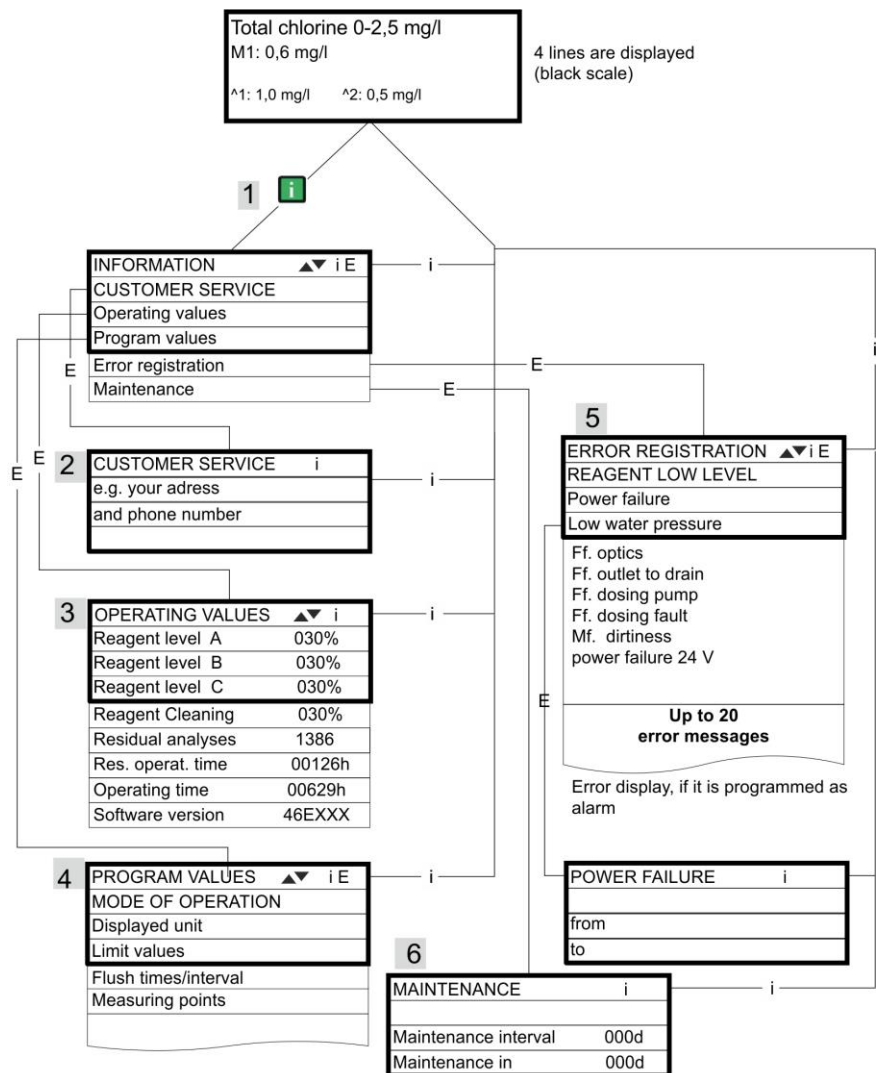 Total chlorine 0-2,5 mg/l
M1: 0,6 mg/l
^1: 1,0 mg/l ^2: 0,5 mg/l
4 lines are displayed
(black scale)
1 i
INFORMATION ▲▼ i E
CUSTOMER SERVICE
Operating values
Program values
Error registration
Maintenance
i
E
E
E
E
E
i
2
CUSTOMER SERVICE i
e.g. your adress
and phone number
i
3
OPERATING VALUES ▲▼ i
Reagent level A 030%
Reagent level B 030%
Reagent level C 030%
Reagent Cleaning 030%
Residual analyses 1386
Res. operat. time 00126h
Operating time 00629h
Software version 46EXXX
i
4
PROGRAM VALUES ▲▼ i E
MODE OF OPERATION
Displayed unit
Limit values
Flush times/interval
Measuring points
i
5
ERROR REGISTRATION ▲▼ i E
REAGENT LOW LEVEL
Power failure
Low water pressure
Ff. optics
Ff. outlet to drain
Ff. dosing pump
Ff. dosing fault
Mf. dirtiness
power failure 24 V
E
Up to 20
error messages
Error display, if it is programmed as
alarm
POWER FAILURE i
from
to
6
MAINTENANCE i
Maintenance interval 000d
Maintenance in 000d
i